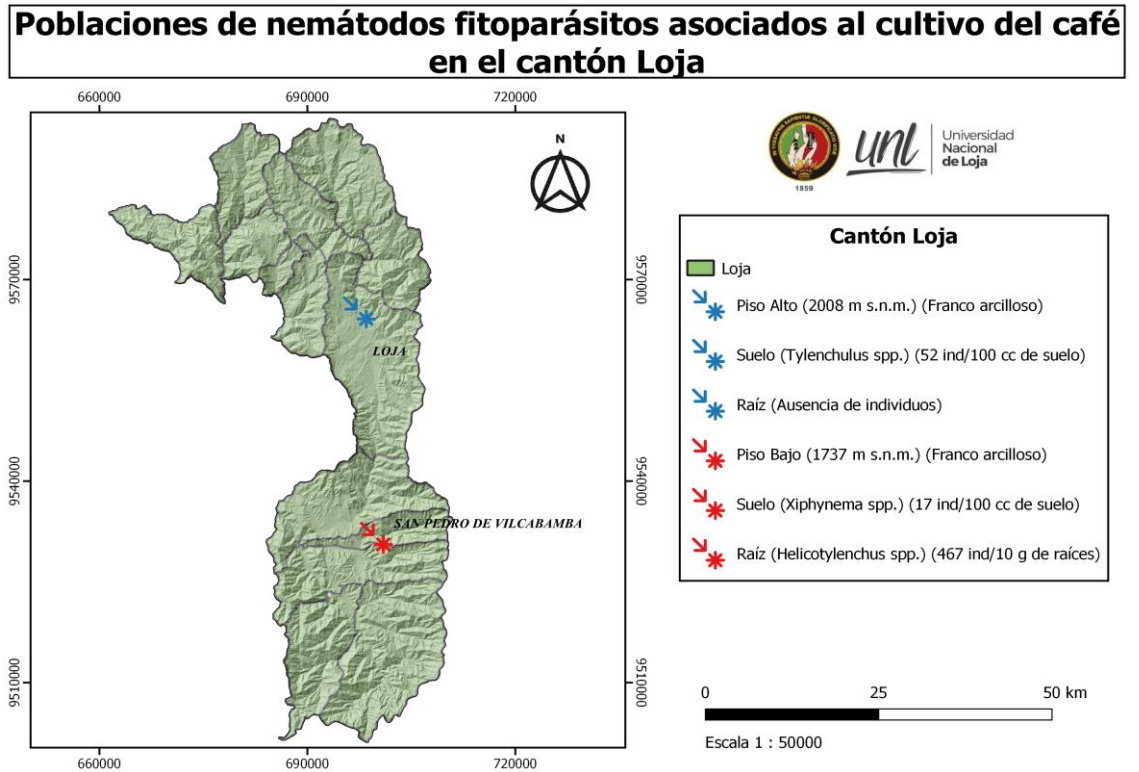 Poblaciones de nemátodos fitoparásitos asociados al cultivo del café
en el cantón Loja
660000
690000
720000
N
1859
unl
Universidad
Nacional
de Loja
Cantón Loja
Loja
Piso Alto (2008 m s.n.m.) (Franco arcilloso)
Suelo (Tylenchulus spp.) (52 ind/100 cc de suelo)
Raíz (Ausencia de individuos)
Piso Bajo (1737 m s.n.m.) (Franco arcilloso)
Suelo (Xiphynema spp.) (17 ind/100 cc de suelo)
Raíz (Helicotylenchus spp.) (467 ind/10 g de raíces)
9570000
9570000
LOJA
9540000
9540000
SAN PEDRO DE VILCABAMBA
9510000
9510000
0 25 50 km
Escala 1 : 50000
660000
690000
720000